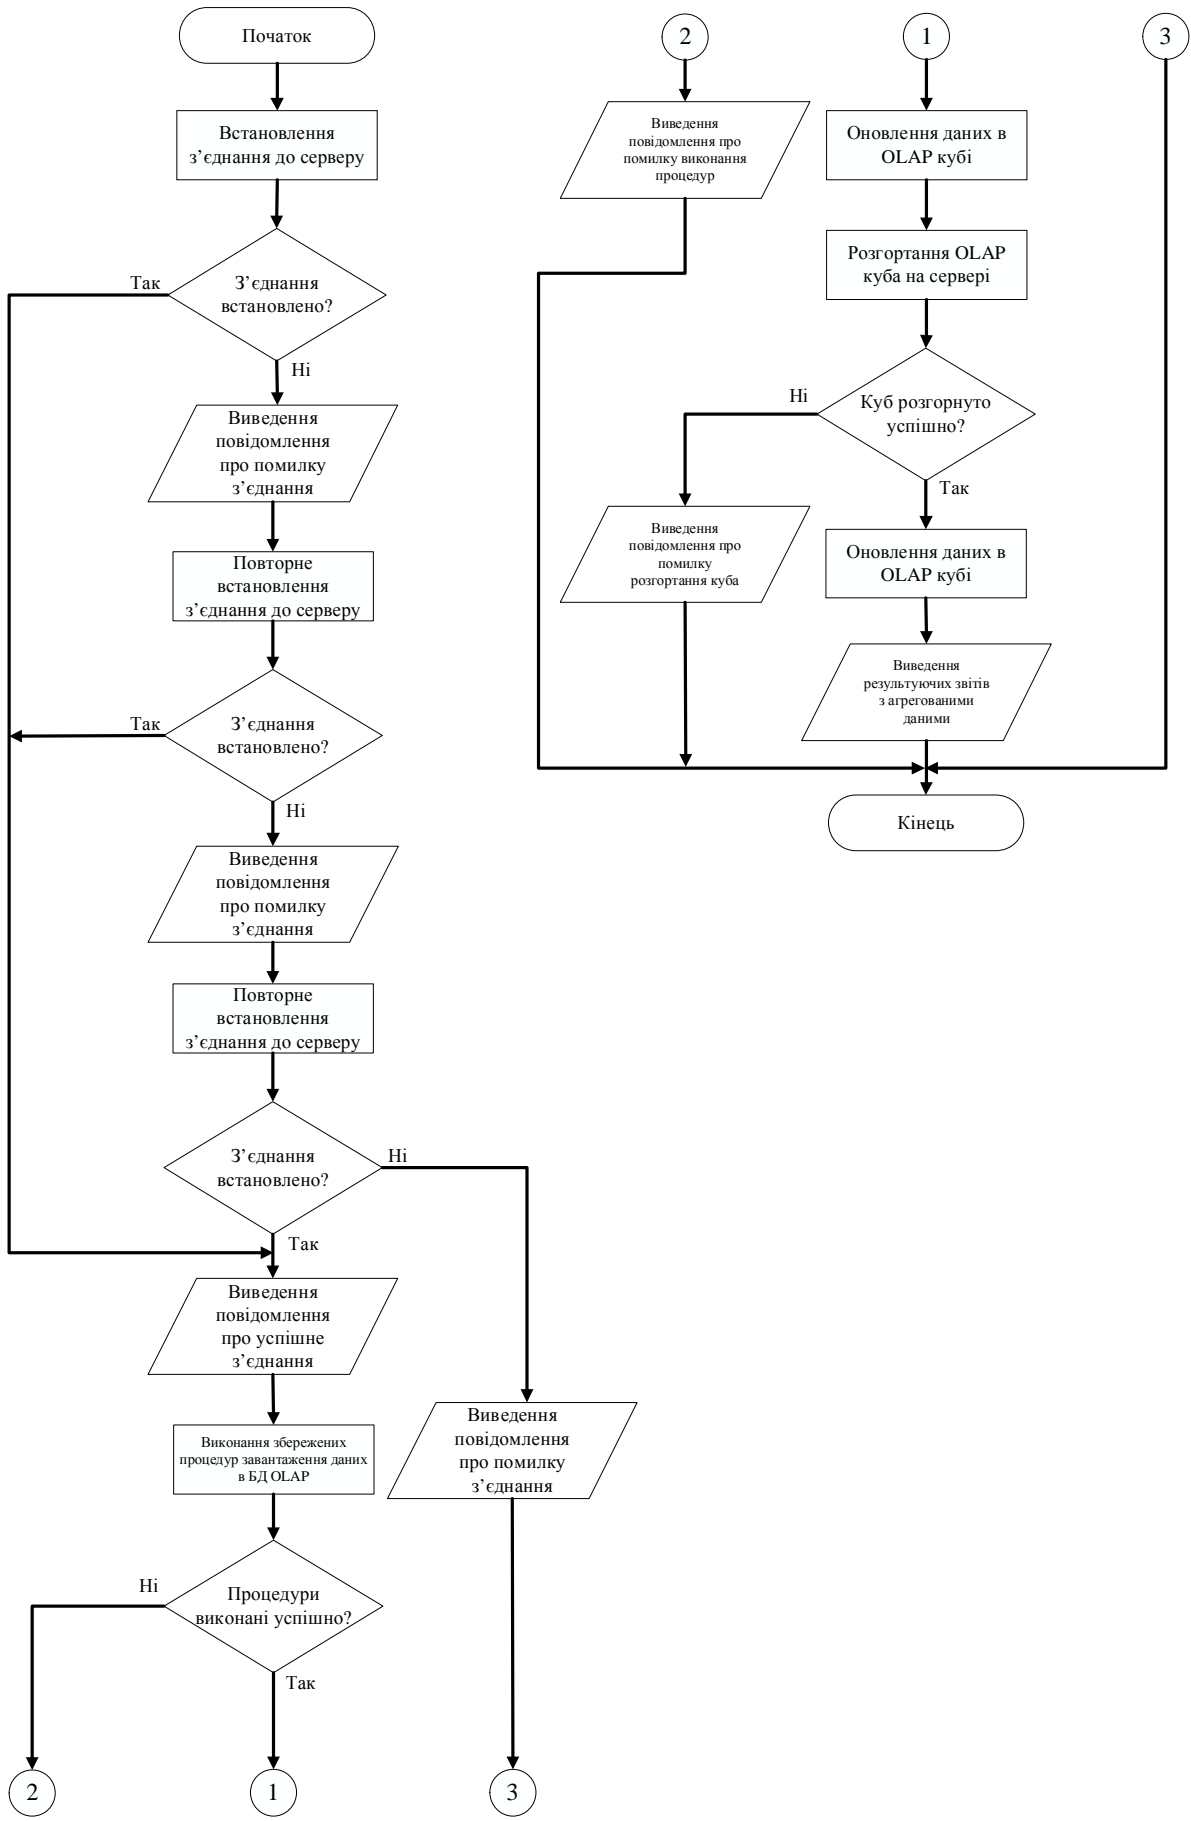 Початок
Встановлення
з’єднання до серверу
З’єднання
встановлено?
Так
Ні
Виведення
повідомлення
про помилку
з’єднання
Повторне
встановлення
з’єднання до серверу
З’єднання
встановлено?
Так
Ні
Виведення
повідомлення
про помилку
з’єднання
Повторне
встановлення
з’єднання до серверу
З’єднання
встановлено?
Ні
Так
Виведення
повідомлення
про успішне
з’єднання
Виконання збережених
процедур завантаження даних
в БД OLAP
Виведення
повідомлення
про помилку
з’єднання
Процедури
виконані успішно?
Ні
Так
2
1
3
2
Виведення
повідомлення про
помилку виконання
процедур
1
Оновлення даних в
OLAP кубі
Розгортання OLAP
куба на сервері
Куб розгорнуто
успішно?
Ні
Так
Виведення
повідомлення про
помилку
розгортання куба
Оновлення даних в
OLAP кубі
Виведення
результуючих звітів
з агрегованими
даними
Кінець
3